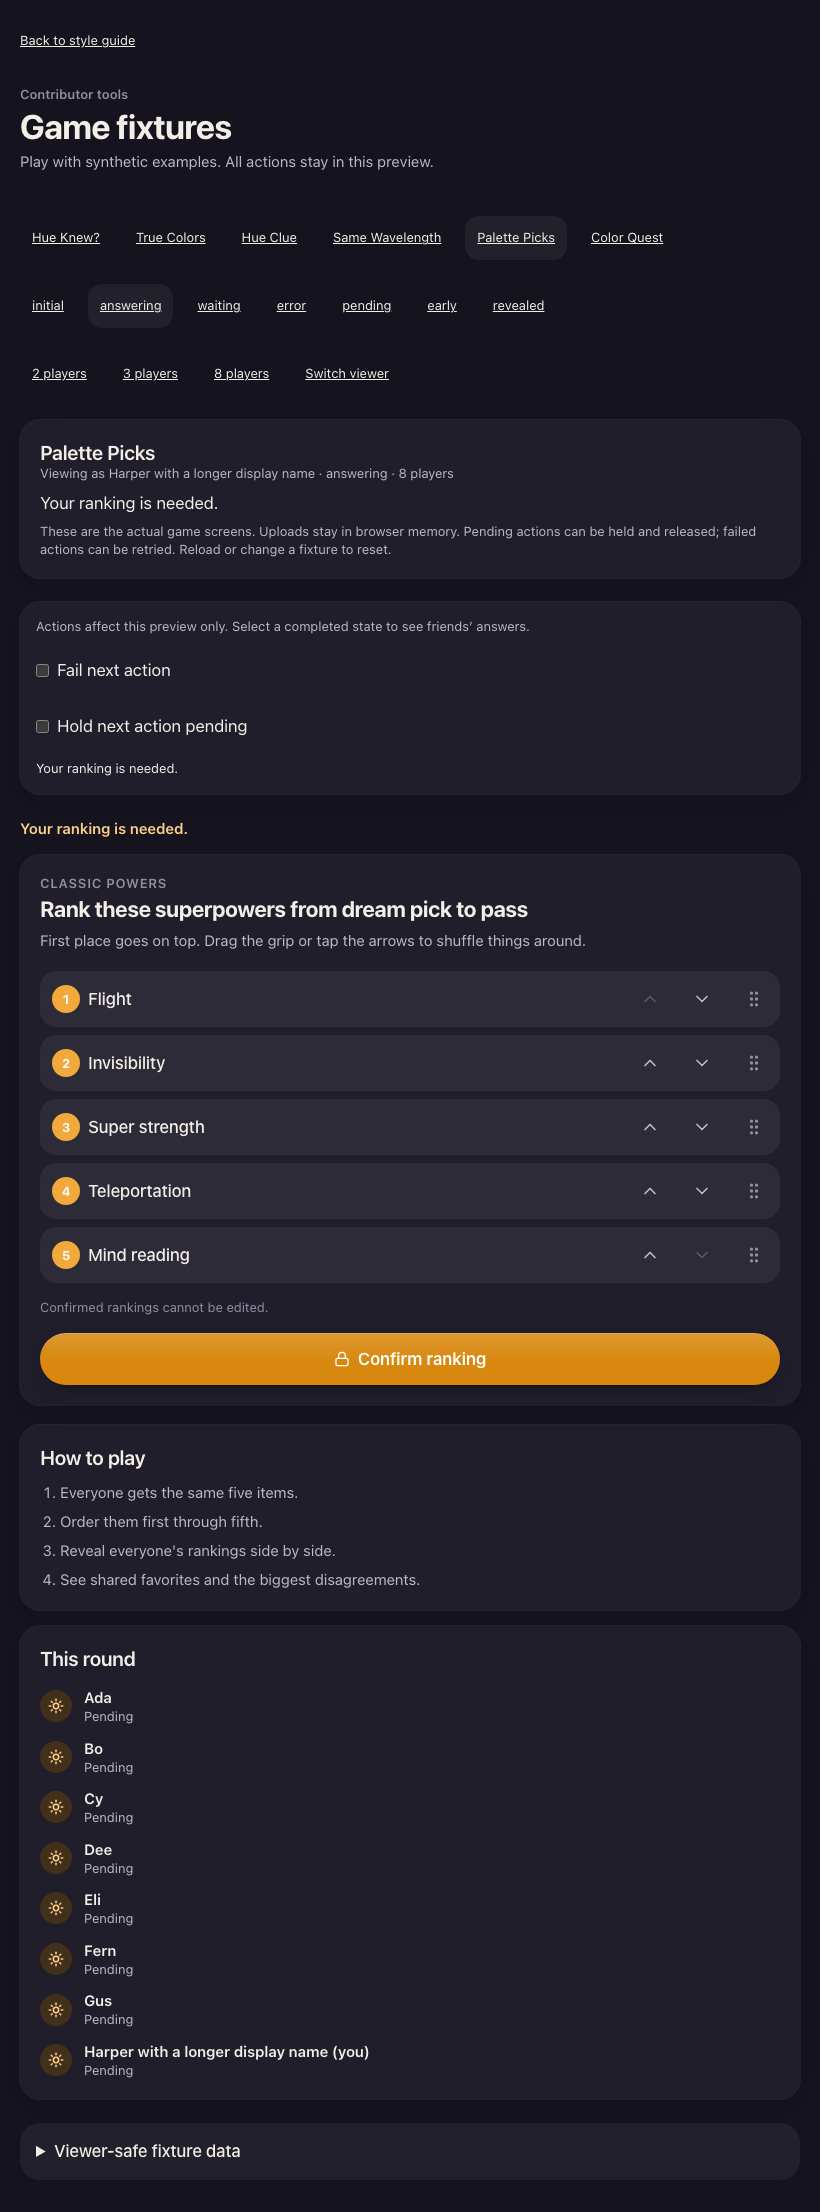 Back to style guide
Contributor tools
Game fixtures
Play with synthetic examples. All actions stay in this preview.
Hue Knew? True Colors Hue Clue Same Wavelength Palette Picks Color Quest
initial answering waiting error pending early revealed
2 players 3 players 8 players Switch viewer
Palette Picks
Viewing as Harper with a longer display name · answering · 8 players
Your ranking is needed.
These are the actual game screens. Uploads stay in browser memory. Pending actions can be held and released; failed
actions can be retried. Reload or change a fixture to reset.
Actions affect this preview only. Select a completed state to see friends’ answers.
Fail next action
Hold next action pending
Your ranking is needed.
Your ranking is needed.
CLASSIC POWERS
Rank these superpowers from dream pick to pass
First place goes on top. Drag the grip or tap the arrows to shuffle things around.
1 Flight
2 Invisibility
3 Super strength
4 Teleportation
5 Mind reading
Confirmed rankings cannot be edited.
Confirm ranking
How to play
1. Everyone gets the same five items.
2. Order them first through fifth.
3. Reveal everyone's rankings side by side.
4. See shared favorites and the biggest disagreements.
This round
Ada
Pending
Bo
Pending
Cy
Pending
Dee
Pending
Eli
Pending
Fern
Pending
Gus
Pending
Harper with a longer display name (you)
Pending
Viewer-safe fixture data